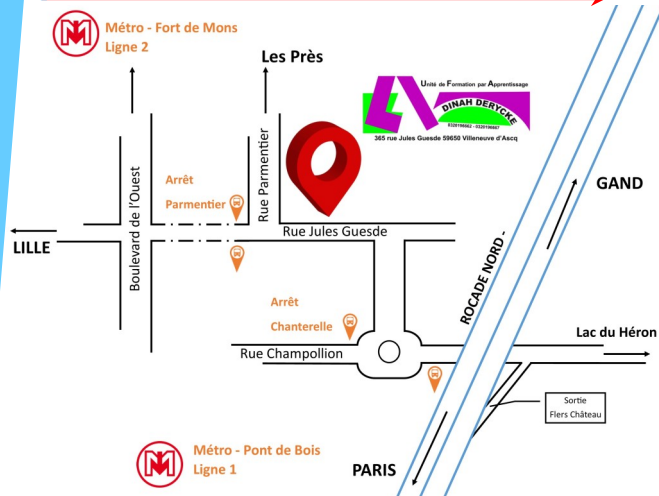 Métro - Fort de Mons
Ligne 2
Les Près
Unité de Formation par Apprentissage
DINAH DERYCKE
0320198662 - 0320198667
365 rue Jules Guesde 59650 Villeneuve d'Ascq
Arrêt
Parmentier
Boulevard de l'Ouest
Rue Parmentier
GAND
Rue Jules Guesde
LILLE
ROCADE NORD -
Arrêt
Chanterelle
Lac du Héron
Rue Champollion
Sortie
Flers Château
Métro - Pont de Bois
Ligne 1
PARIS